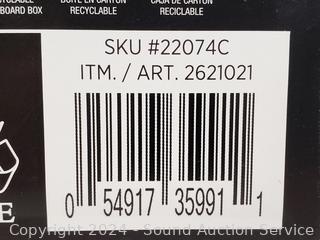 BOÎTE EN CARTON CAJA DE CARTÓN
BOARD BOX RECYCLABLE RECICLABLE
SKU #22074C
ITM. / ART. 2621021
0 54917 35991 1
E
Copyright 2024 - Sound Auction Service